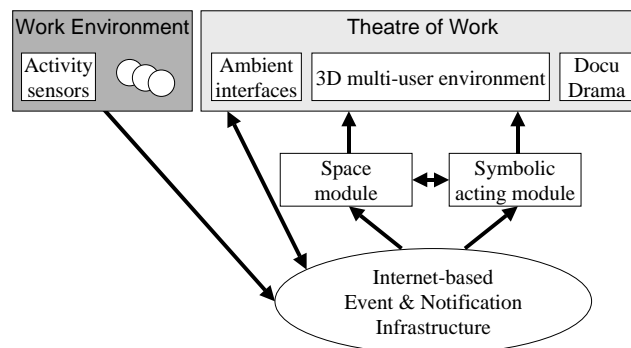 Work Environment
Theatre of Work
Activity
sensors
Ambient
interfaces
3D multi-user environment
Docu
Drama
Space
module
Symbolic
acting module
Internet-based
Event & Notification
Infrastructure